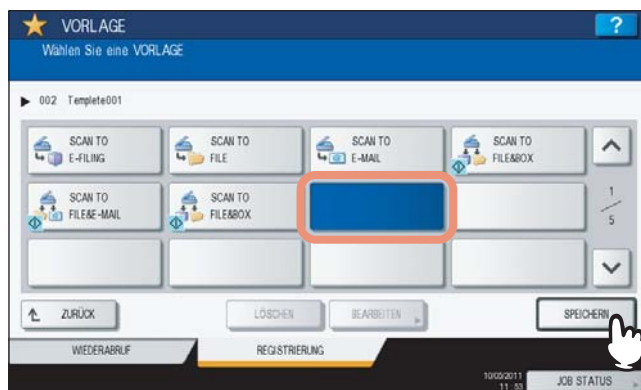 VORLAGE
?
Wählen Sie eine VORLAGE
002 Templete001
SCAN TO
E-FILING
SCAN TO
FILE
SCAN TO
E-MAIL
SCAN TO
FILE&BOX
SCAN TO
FILE&E-MAIL
SCAN TO
FILE&BOX
1
5
ZURÜCK
LÖSCHEN
BEARBEITEN
SPEICHERN
WIEDERABRUF
REGISTRIERUNG
10/03/2011
11:53
JOB STATUS